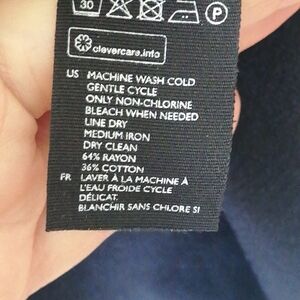 30
P
clevercare.info
US MACHINE WASH COLD
GENTLE CYCLE
ONLY NON-CHLORINE
BLEACH WHEN NEEDED
LINE DRY
MEDIUM IRON
DRY CLEAN
64% RAYON
36% COTTON
FR LAVER À LA MACHINE À
L'EAU FROIDE CYCLE
DÉLICAT.
BLANCHIR SANS CHLORE SI